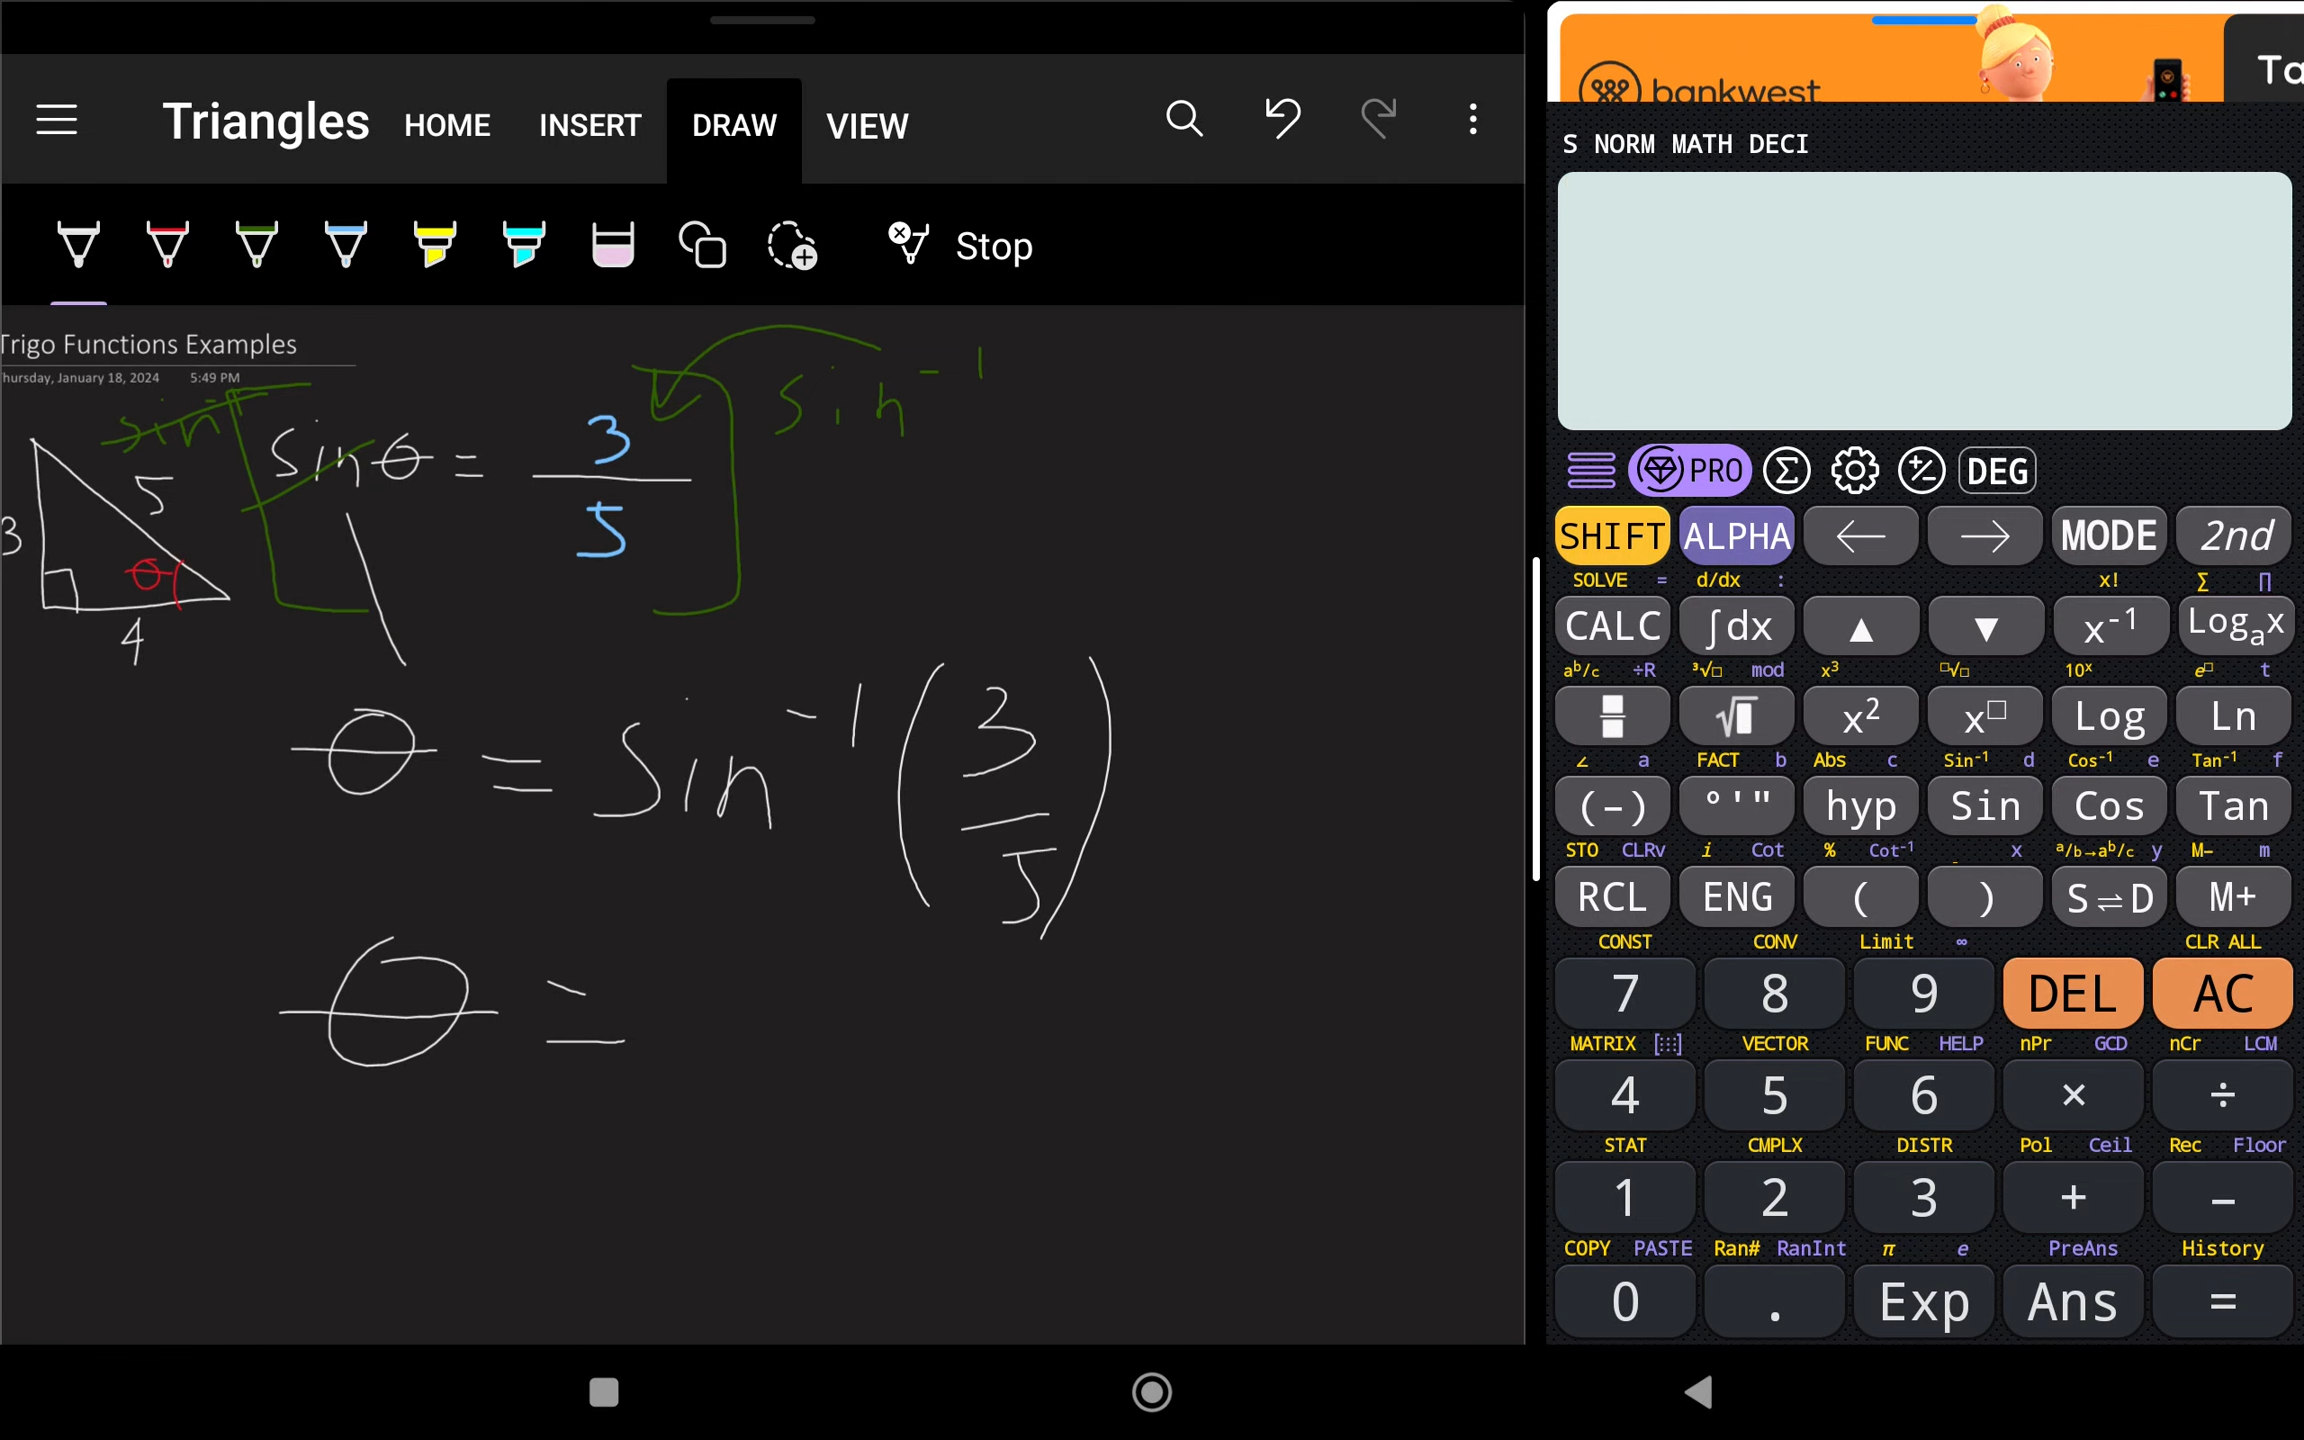 bankwest
Ta
Triangles HOME INSERT DRAW VIEW
S NORM MATH DECI
Stop
Trigo Functions Examples
hursday, January 18, 2024 5:49 PM
sin⁻ sinθ = 3/5 sin⁻¹
3 5 θ 4
θ = sin⁻¹(3/5)
θ =
PRO Σ +/- DEG
SHIFT ALPHA ← → MODE 2nd
SOLVE = d/dx : x! Σ Π
CALC ∫dx ▲ ▼ x⁻¹ Logₐx
aᵇ/c ÷R ³√□ mod x³ □√□ 10ˣ e□ t
√ x² x□ Log Ln
∠ a FACT b Abs c Sin⁻¹ d Cos⁻¹ e Tan⁻¹ f
(−) °'" hyp Sin Cos Tan
STO CLRv i Cot % Cot⁻¹ x a/b→aᵇ/c y M− m
RCL ENG ( ) S⇌D M+
CONST CONV Limit ∞ CLR ALL
7 8 9 DEL AC
MATRIX VECTOR FUNC HELP nPr GCD nCr LCM
4 5 6 × ÷
STAT CMPLX DISTR Pol Ceil Rec Floor
1 2 3 + −
COPY PASTE Ran# RanInt π e PreAns History
0 . Exp Ans =